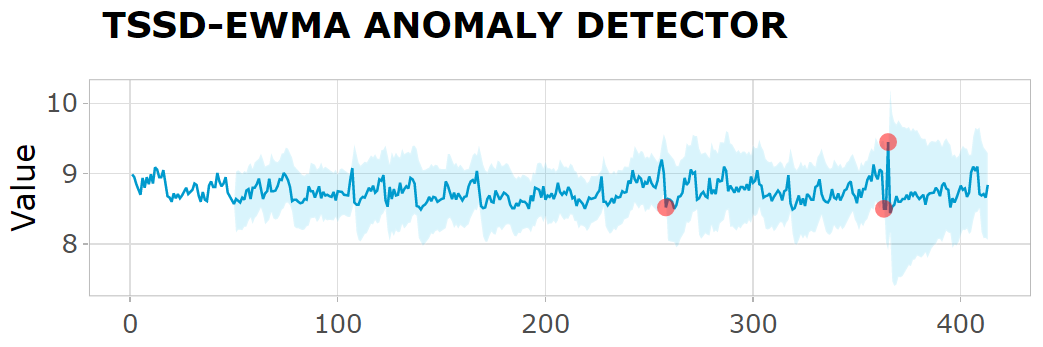 TSSD-EWMA ANOMALY DETECTOR
Value
10
9
8
0 100 200 300 400